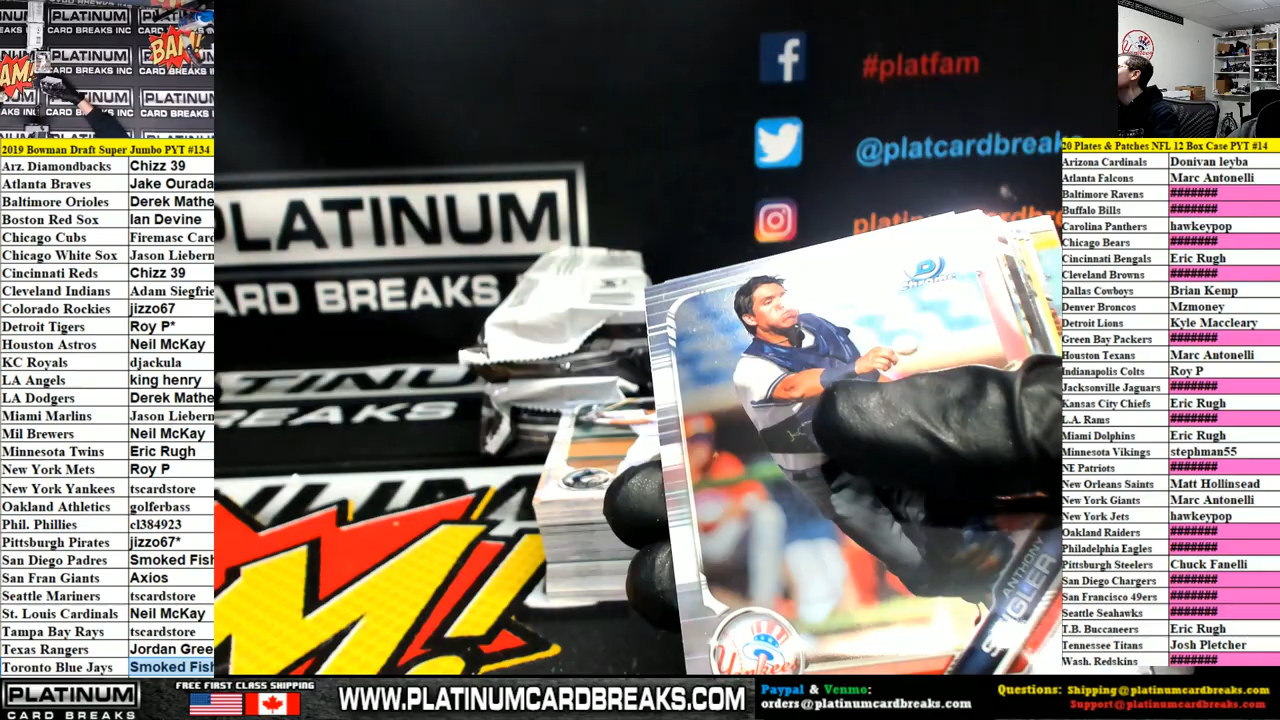 PLATINUM
CARD BREAKS INC
BAM!
2019 Bowman Draft Super Jumbo PYT #134
Arz. Diamondbacks Chizz 39
Atlanta Braves Jake Ourada
Baltimore Orioles Derek Mathe
Boston Red Sox Ian Devine
Chicago Cubs Firemasc Card
Chicago White Sox Jason Liebern
Cincinnati Reds Chizz 39
Cleveland Indians Adam Siegfrie
Colorado Rockies jizzo67
Detroit Tigers Roy P*
Houston Astros Neil McKay
KC Royals djackula
LA Angels king henry
LA Dodgers Derek Mathe
Miami Marlins Jason Liebern
Mil Brewers Neil McKay
Minnesota Twins Eric Rugh
New York Mets Roy P
New York Yankees tscardstore
Oakland Athletics golferbass
Phil. Phillies cl384923
Pittsburgh Pirates jizzo67*
San Diego Padres Smoked Fish
San Fran Giants Axios
Seattle Mariners tscardstore
St. Louis Cardinals Neil McKay
Tampa Bay Rays tscardstore
Texas Rangers Jordan Gree
Toronto Blue Jays Smoked Fish
#platfam
@platcardbreaks
LATINUM
ARD BREAKS
BREAKS
CHROME
ANTHONY
SEIGLER
Yankees
20 Plates & Patches NFL 12 Box Case PYT #14
Arizona Cardinals Donivan leyba
Atlanta Falcons Marc Antonelli
Baltimore Ravens #######
Buffalo Bills #######
Carolina Panthers hawkeypop
Chicago Bears #######
Cincinnati Bengals Eric Rugh
Cleveland Browns #######
Dallas Cowboys Brian Kemp
Denver Broncos Mzmoney
Detroit Lions Kyle Maccleary
Green Bay Packers #######
Houston Texans Marc Antonelli
Indianapolis Colts Roy P
Jacksonville Jaguars #######
Kansas City Chiefs Eric Rugh
L.A. Rams #######
Miami Dolphins Eric Rugh
Minnesota Vikings stephman55
NE Patriots #######
New Orleans Saints Matt Hollinsead
New York Giants Marc Antonelli
New York Jets hawkeypop
Oakland Raiders #######
Philadelphia Eagles #######
Pittsburgh Steelers Chuck Fanelli
San Diego Chargers #######
San Francisco 49ers #######
Seattle Seahawks #######
T.B. Buccaneers Eric Rugh
Tennessee Titans Josh Pletcher
Wash. Redskins #######
PLATINUM
CARD BREAKS
FREE FIRST CLASS SHIPPING
WWW.PLATINUMCARDBREAKS.COM
Paypal & Venmo:
orders@platinumcardbreaks.com
Questions: Shipping@platinumcardbreaks.com
Support@platinumcardbreaks.com